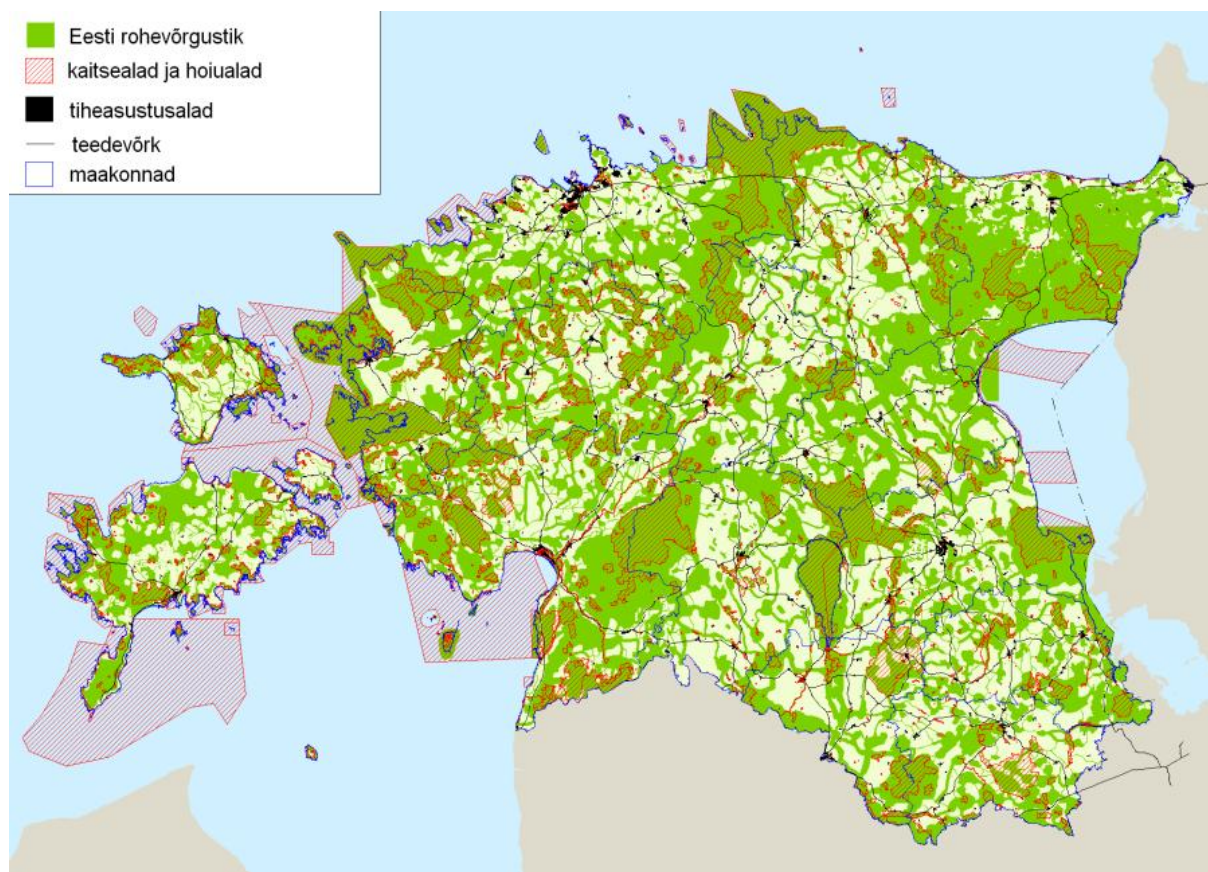 Eesti rohevõrgustik
kaitsealad ja hoiualad
tiheasustusalad
teedevõrk
maakonnad